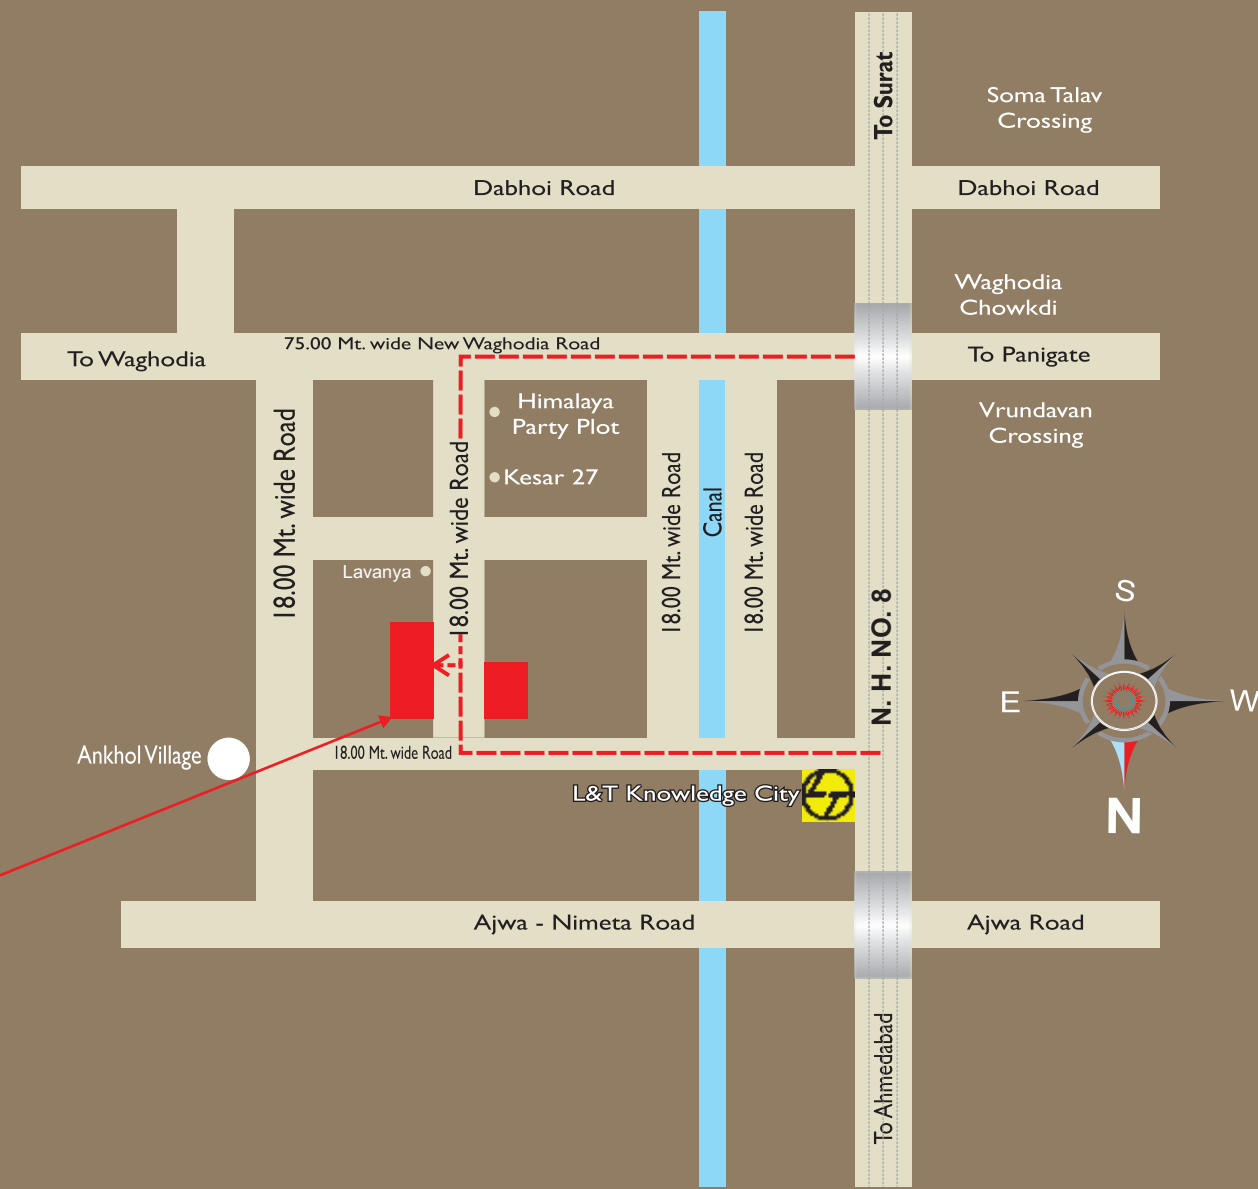 To Surat
Soma Talav
Crossing
Dabhoi Road
Dabhoi Road
Waghodia
Chowkdi
75.00 Mt. wide New Waghodia Road
To Waghodia
To Panigate
Himalaya
Party Plot
Vrundavan
Crossing
Kesar 27
18.00 Mt. wide Road
18.00 Mt. wide Road
18.00 Mt. wide Road
Canal
18.00 Mt. wide Road
Lavanya
N. H. NO. 8
S
E
W
N
Ankhol Village
18.00 Mt. wide Road
L&T Knowledge City
Ajwa - Nimeta Road
Ajwa Road
To Ahmedabad